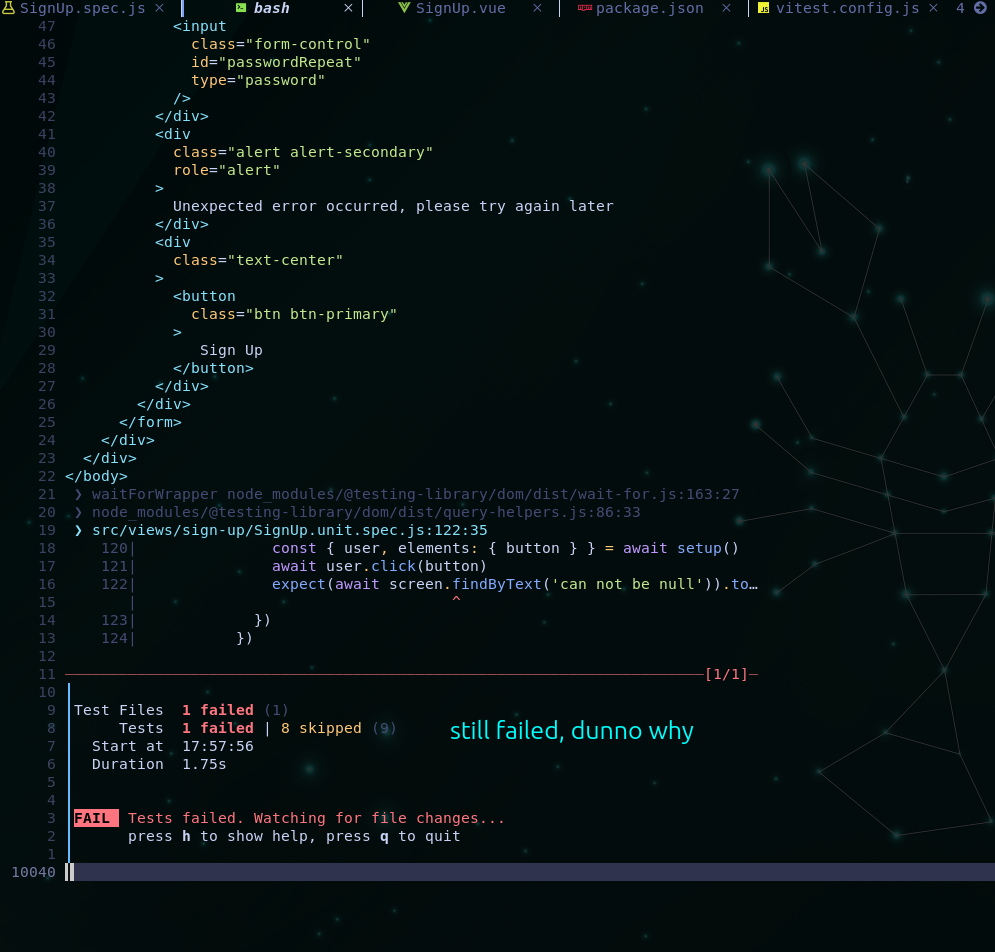 SignUp.spec.js × bash × SignUp.vue × package.json × JS vitest.config.js × 4
47 <input
46 class="form-control"
45 id="passwordRepeat"
44 type="password"
43 />
42 </div>
41 <div
40 class="alert alert-secondary"
39 role="alert"
38 >
37 Unexpected error occurred, please try again later
36 </div>
35 <div
34 class="text-center"
33 >
32 <button
31 class="btn btn-primary"
30 >
29 Sign Up
28 </button>
27 </div>
26 </div>
25 </form>
24 </div>
23 </div>
22 </body>
21 ❯ waitForWrapper node_modules/@testing-library/dom/dist/wait-for.js:163:27
20 ❯ node_modules/@testing-library/dom/dist/query-helpers.js:86:33
19 ❯ src/views/sign-up/SignUp.unit.spec.js:122:35
18 120| const { user, elements: { button } } = await setup()
17 121| await user.click(button)
16 122| expect(await screen.findByText('can not be null')).to…
15 | ^
14 123| })
13 124| })
12
11 [1/1]
10
9 Test Files 1 failed (1)
8 Tests 1 failed | 8 skipped (9)
7 Start at 17:57:56
6 Duration 1.75s
5
4
3 FAIL Tests failed. Watching for file changes...
2 press h to show help, press q to quit
1
10040
still failed, dunno why